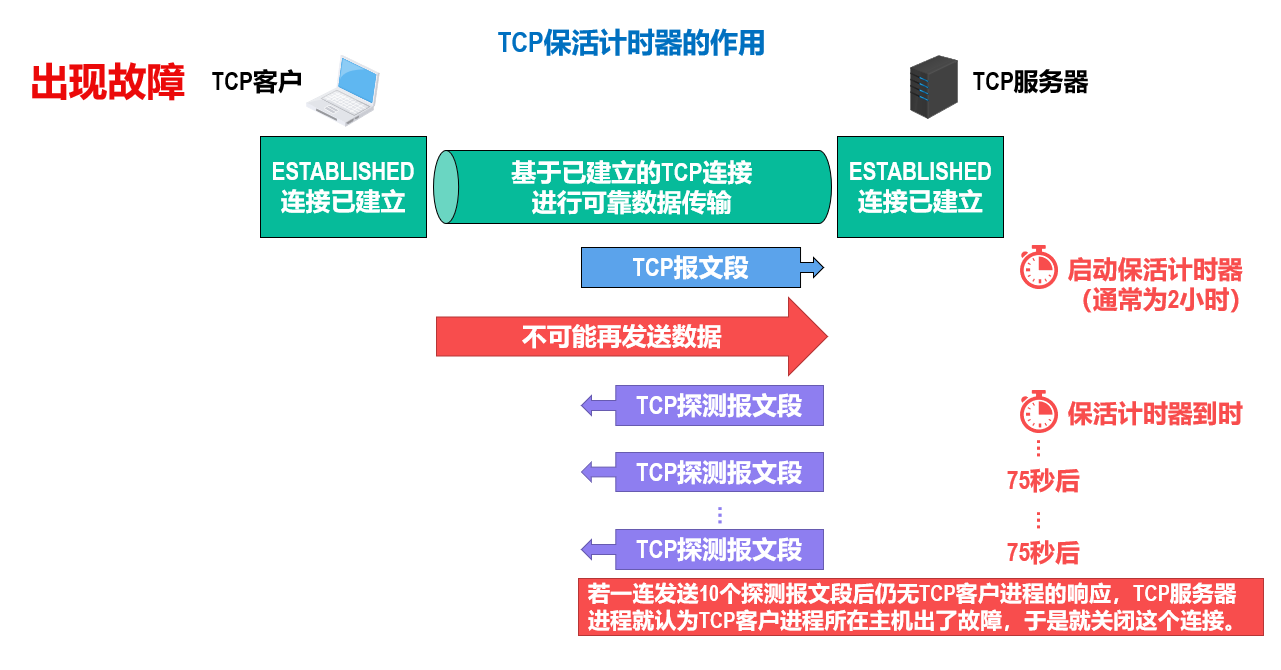 TCP保活计时器的作用
出现故障
TCP客户
TCP服务器
ESTABLISHED
连接已建立
基于已建立的TCP连接
进行可靠数据传输
ESTABLISHED
连接已建立
TCP报文段
启动保活计时器
（通常为2小时）
不可能再发送数据
TCP探测报文段
保活计时器到时
TCP探测报文段
75秒后
TCP探测报文段
75秒后
若一连发送10个探测报文段后仍无TCP客户进程的响应，TCP服务器
进程就认为TCP客户进程所在主机出了故障，于是就关闭这个连接。